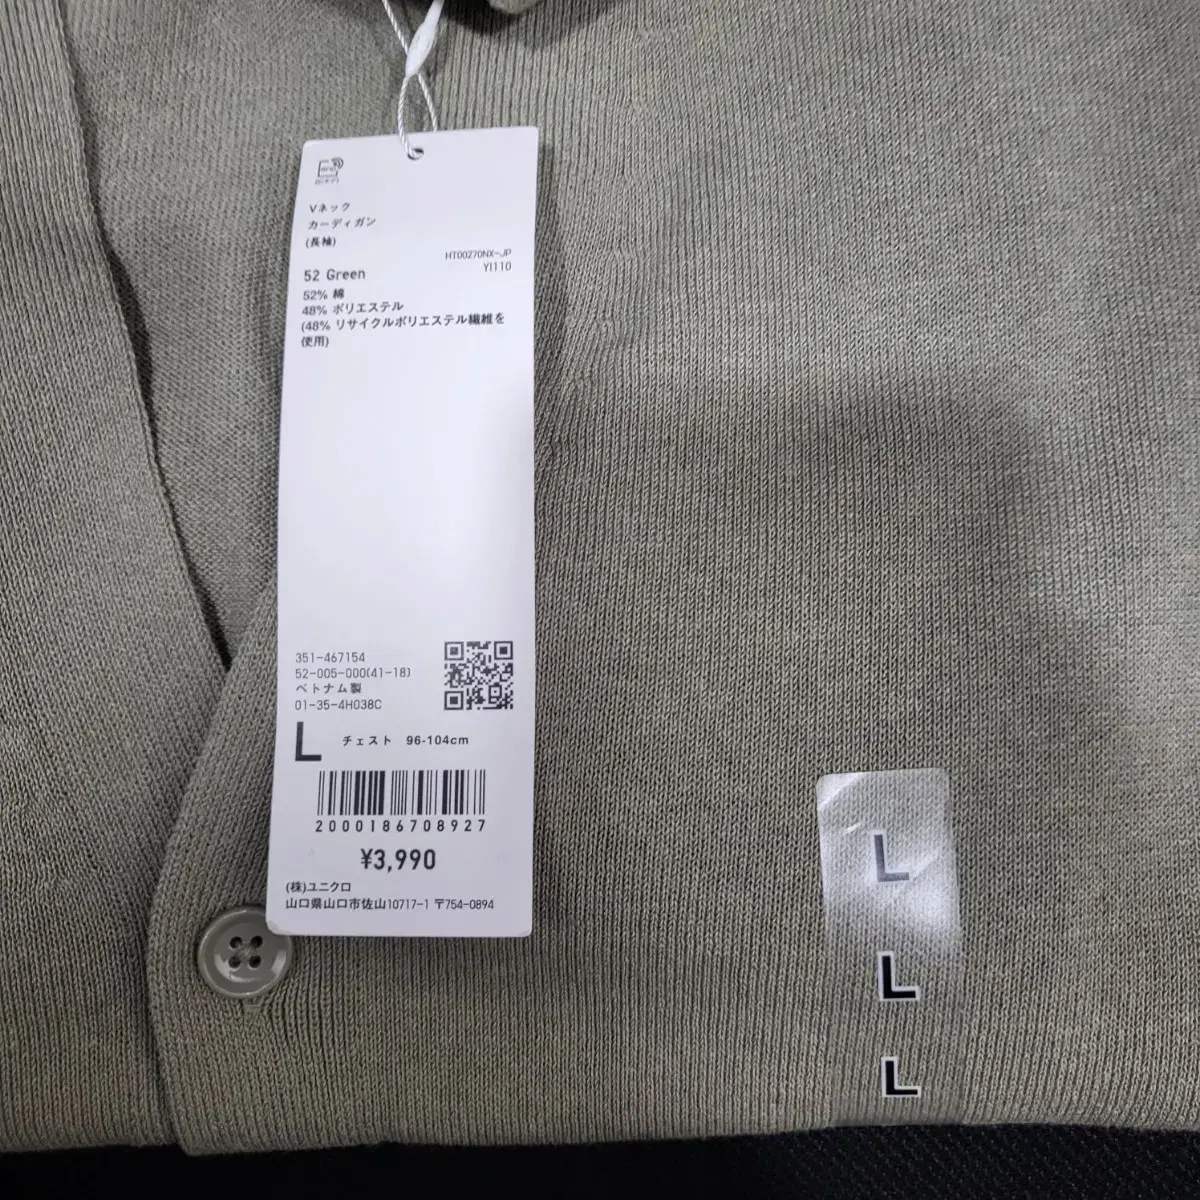 Vネック
カーディガン
(長袖)
HT00270NX-JP
YI110
52 Green
52% 綿
48% ポリエステル
(48% リサイクルポリエステル繊維を
使用)
351-467154
52-005-000(41-18)
ベトナム製
01-35-4H038C
L チェスト 96-104cm
2000186708927
¥3,990
(株)ユニクロ
山口県山口市佐山10717-1 〒754-0894
L
L
L